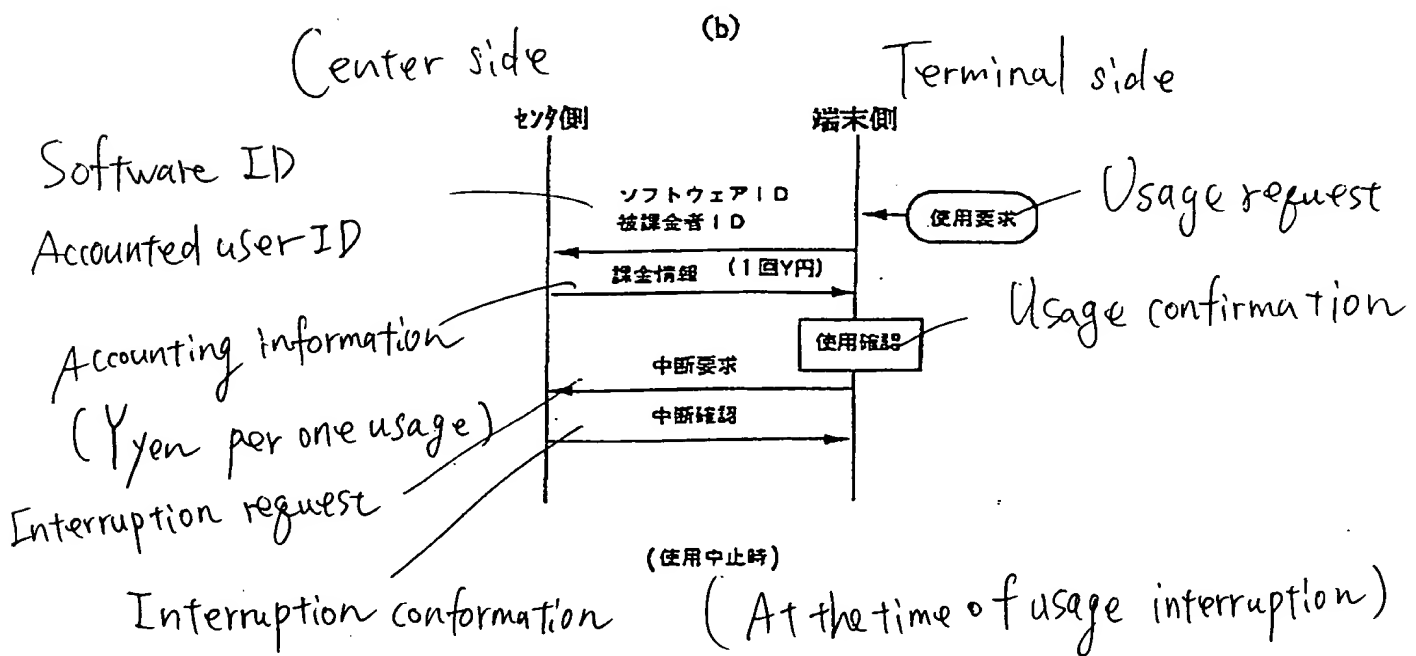 (b)
Center side
Terminal side
センタ側
端末側
Software ID
ソフトウェアID
使用要求
Usage request
Accounted user ID
被課金者ID
課金情報 (1回Y円)
Usage confirmation
Accounting information
使用確認
(Y yen per one usage)
中断要求
中断確認
Interruption request
(使用中止時)
Interruption conformation
(At the time of usage interruption)